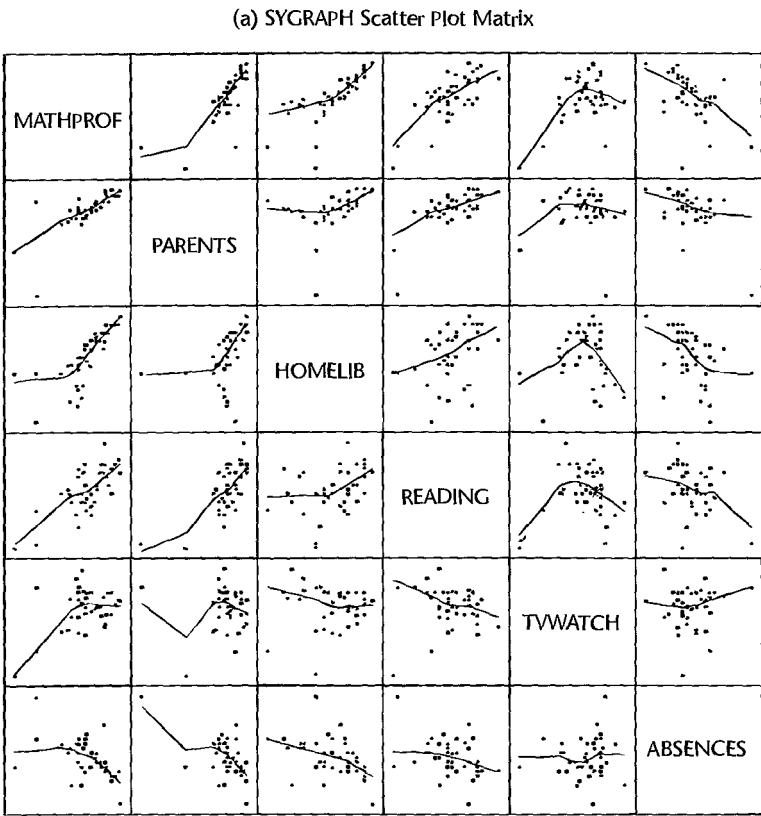 (a) SYGRAPH Scatter Plot Matrix
MATHPROF
PARENTS
HOMELIB
READING
TVWATCH
ABSENCES